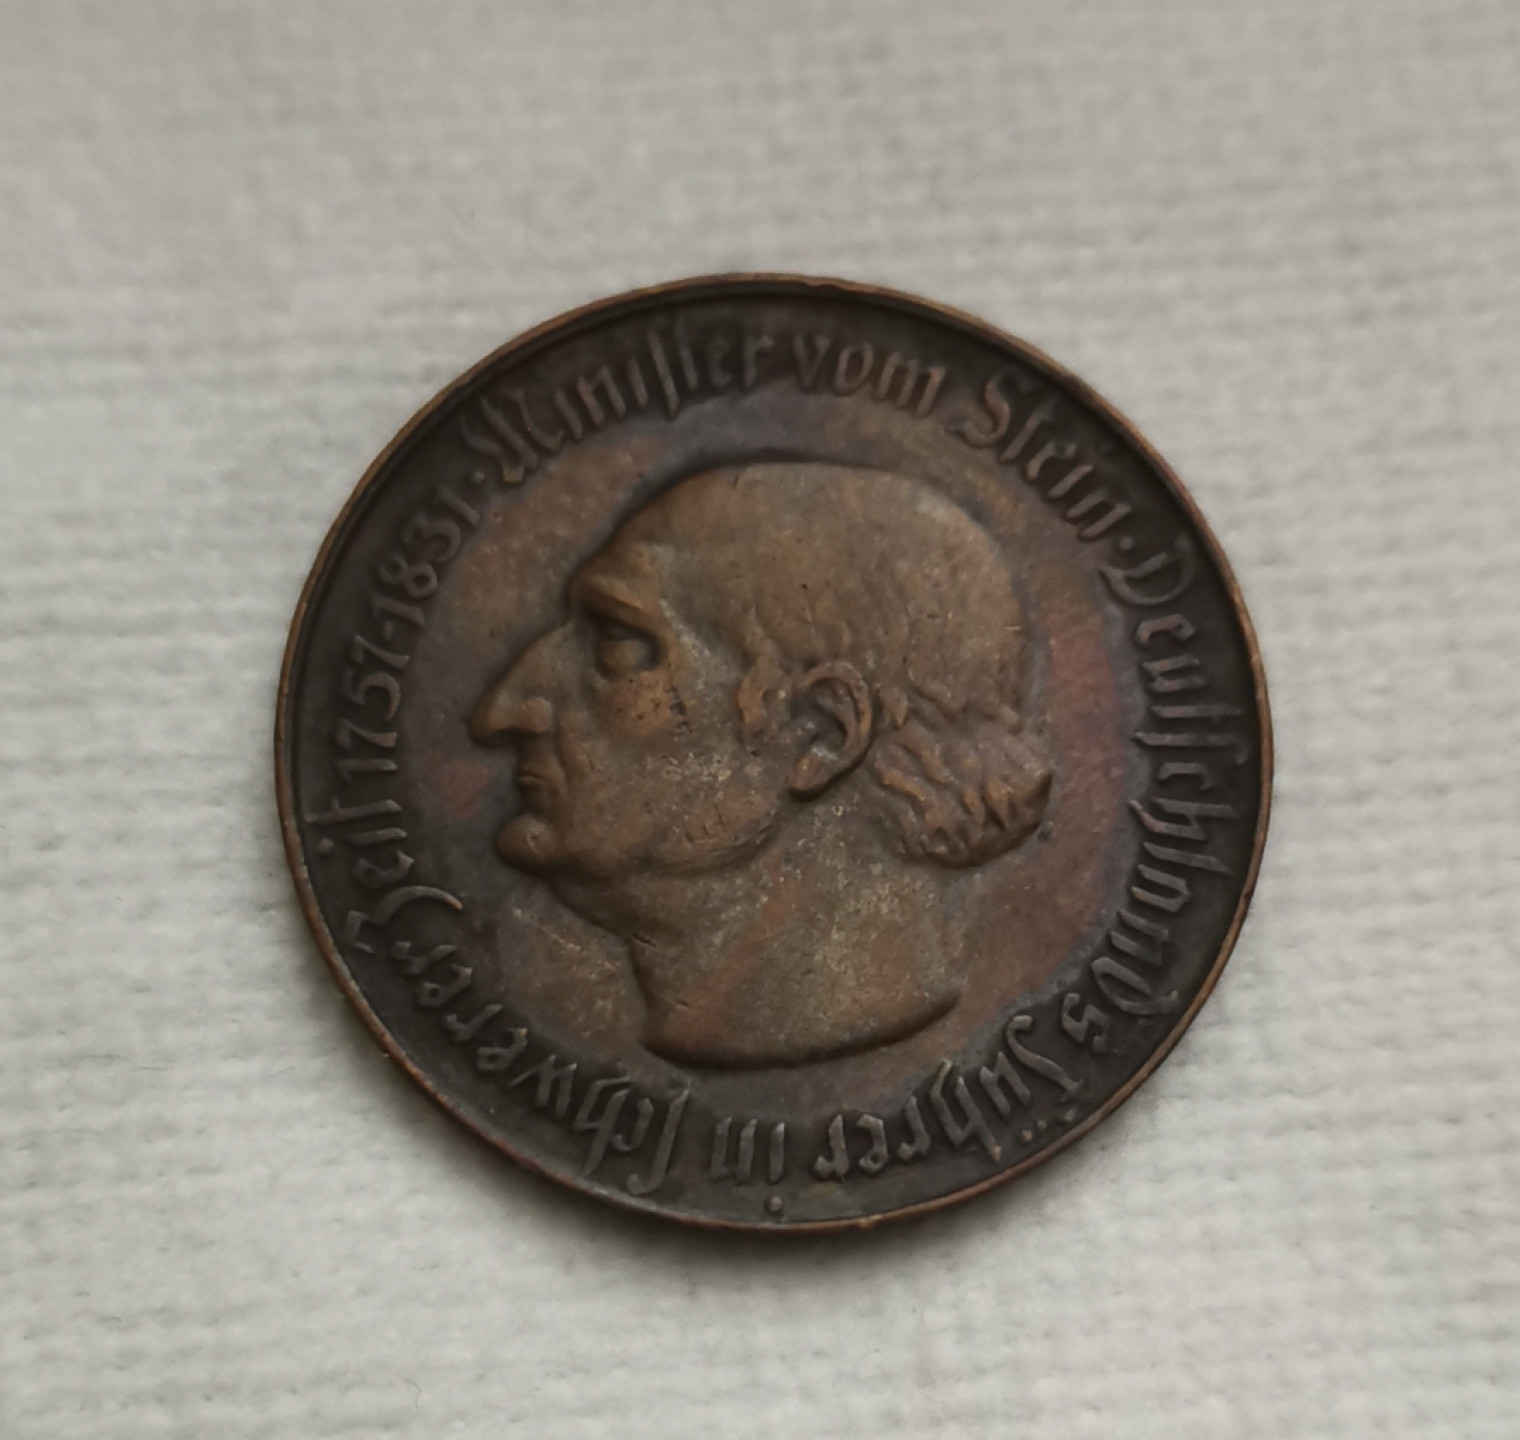 Minister vom Stein · Deutschlands Führer in schwerer Zeit 1757-1831 ·